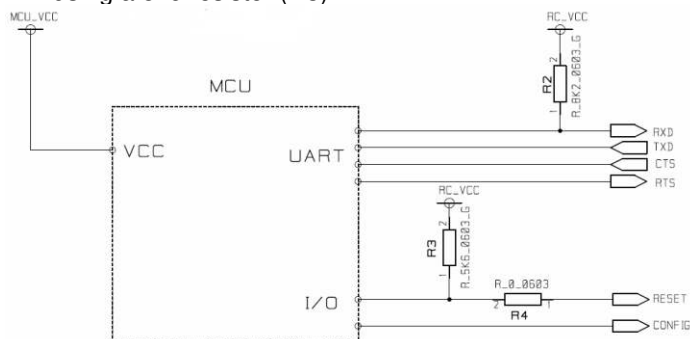 MCU_VCC
RC_VCC
MCU
R2
R_8K2_0603_G
VCC
UART
RXD
TXD
CTS
RTS
RC_VCC
R3
R_5K6_0603_G
I/O
R_0_0603
R4
RESET
CONFIG
2
1
2
1
2
1